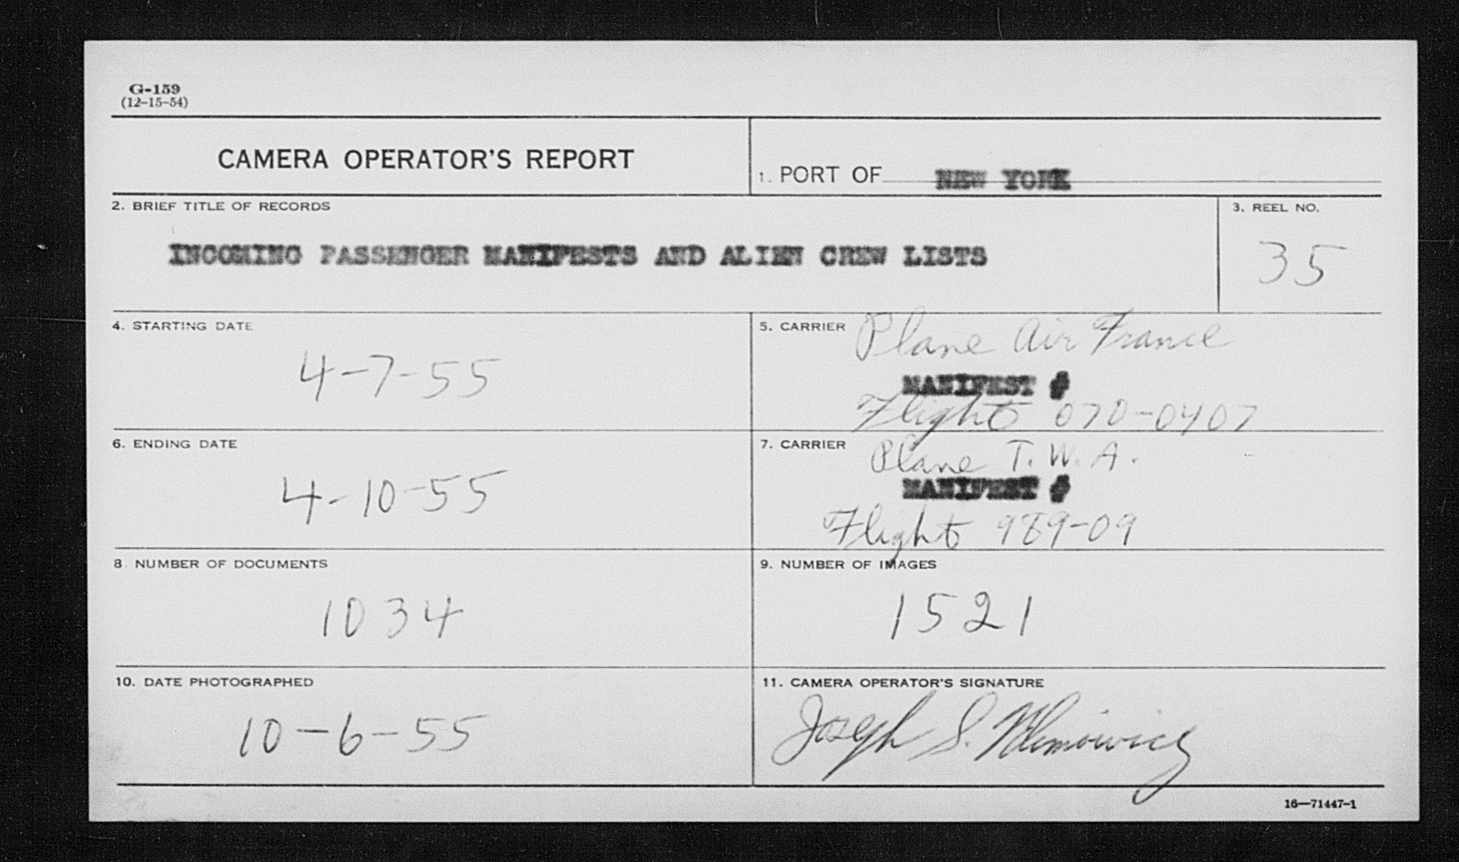 G-159
(12-15-54)
CAMERA OPERATOR'S REPORT
1. PORT OF NEW YORK
2. BRIEF TITLE OF RECORDS
INCOMING PASSENGER MANIFESTS AND ALIEN CREW LISTS
3. REEL NO.
35
4. STARTING DATE
4-7-55
5. CARRIER Plane Air France
MANIFEST #
Flight 070-0407
6. ENDING DATE
4-10-55
7. CARRIER Plane T.W.A.
MANIFEST #
Flight 989-09
8 NUMBER OF DOCUMENTS
1034
9. NUMBER OF IMAGES
1521
10. DATE PHOTOGRAPHED
10-6-55
11. CAMERA OPERATOR'S SIGNATURE
Joseph S.
16—71447-1